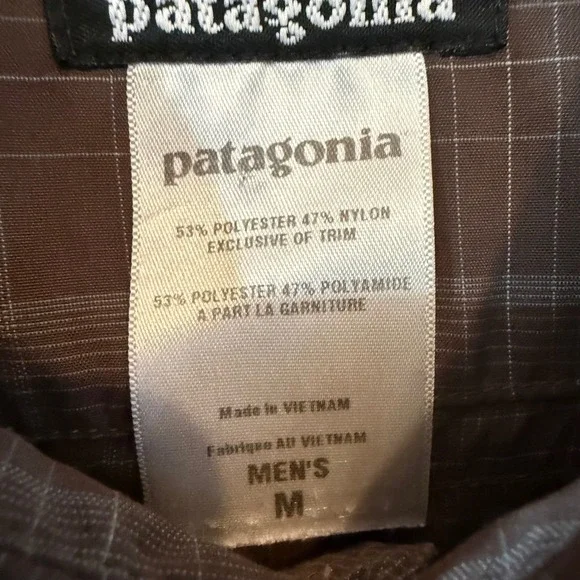 patagonia
patagonia
53% POLYESTER 47% NYLON
EXCLUSIVE OF TRIM
53% POLYESTER 47% POLYAMIDE
A PART LA GARNITURE
Made in VIETNAM
Fabrique AU VIETNAM
MEN'S
M